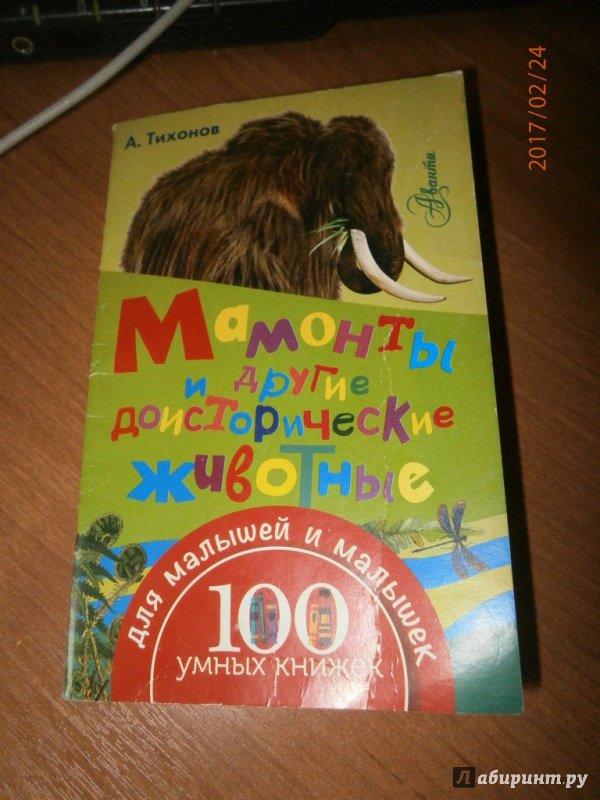 А. Тихонов
Аванта
Мамонты
и другие
доисторические
животные
для малышей и малышек
100
умных книжек
2017/02/24
Лабиринт.ру